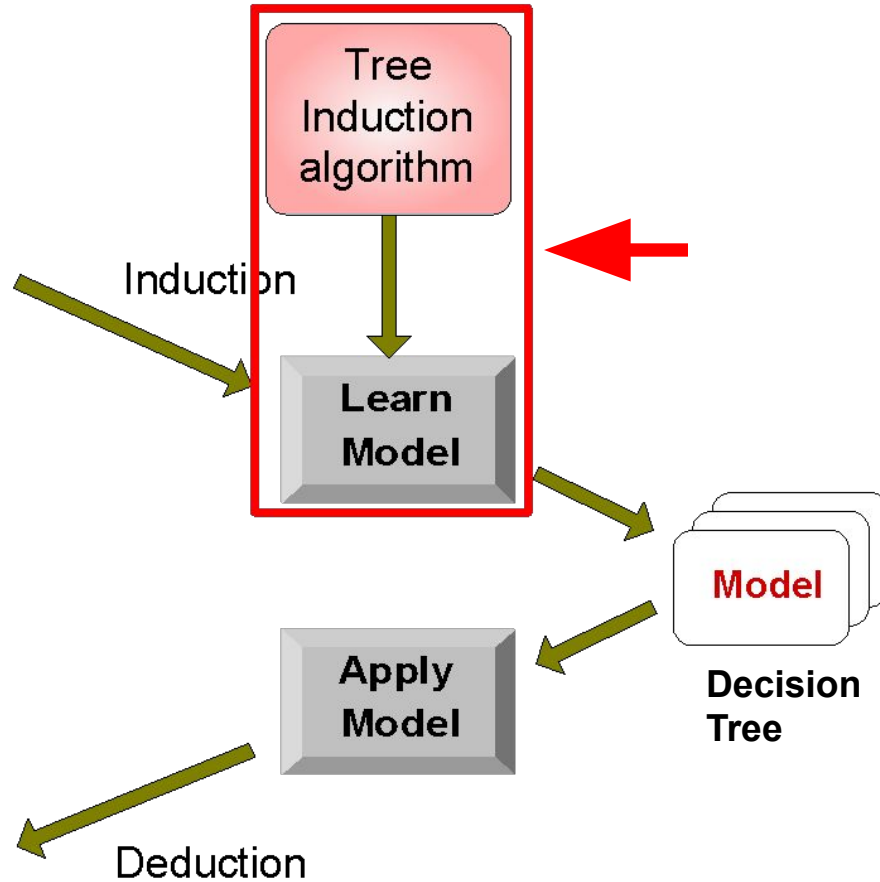 Tree
Induction
algorithm
Induction
Learn
Model
Model
Decision
Tree
Apply
Model
Deduction